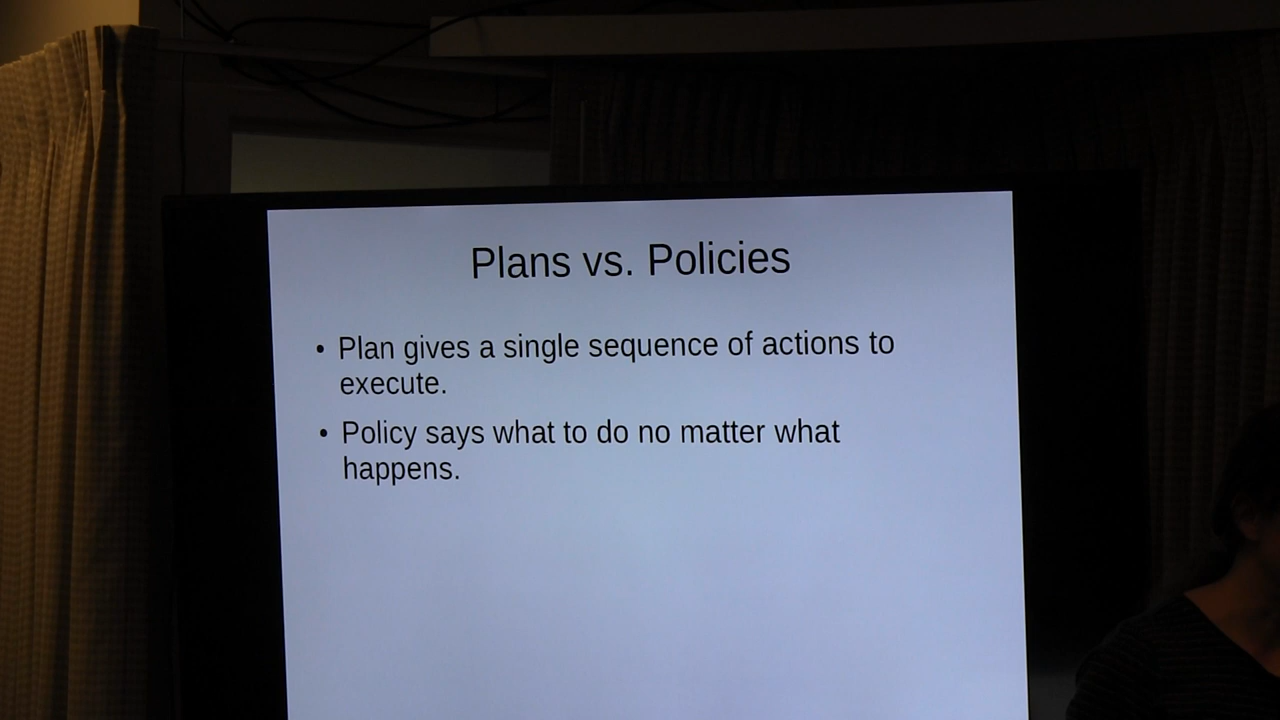 Plans vs. Policies
• Plan gives a single sequence of actions to
execute.
• Policy says what to do no matter what
happens.